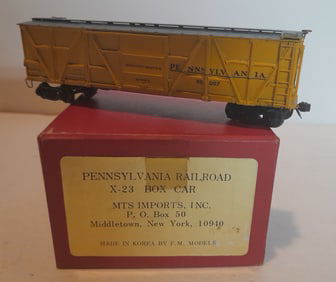 PENNSYLVANIA
PENNSYLVANIA RAILROAD
X-23 BOX CAR
MTS IMPORTS, INC.
P. O. Box 50
Middletown, New York, 10940
MADE IN KOREA BY F.M. MODELS